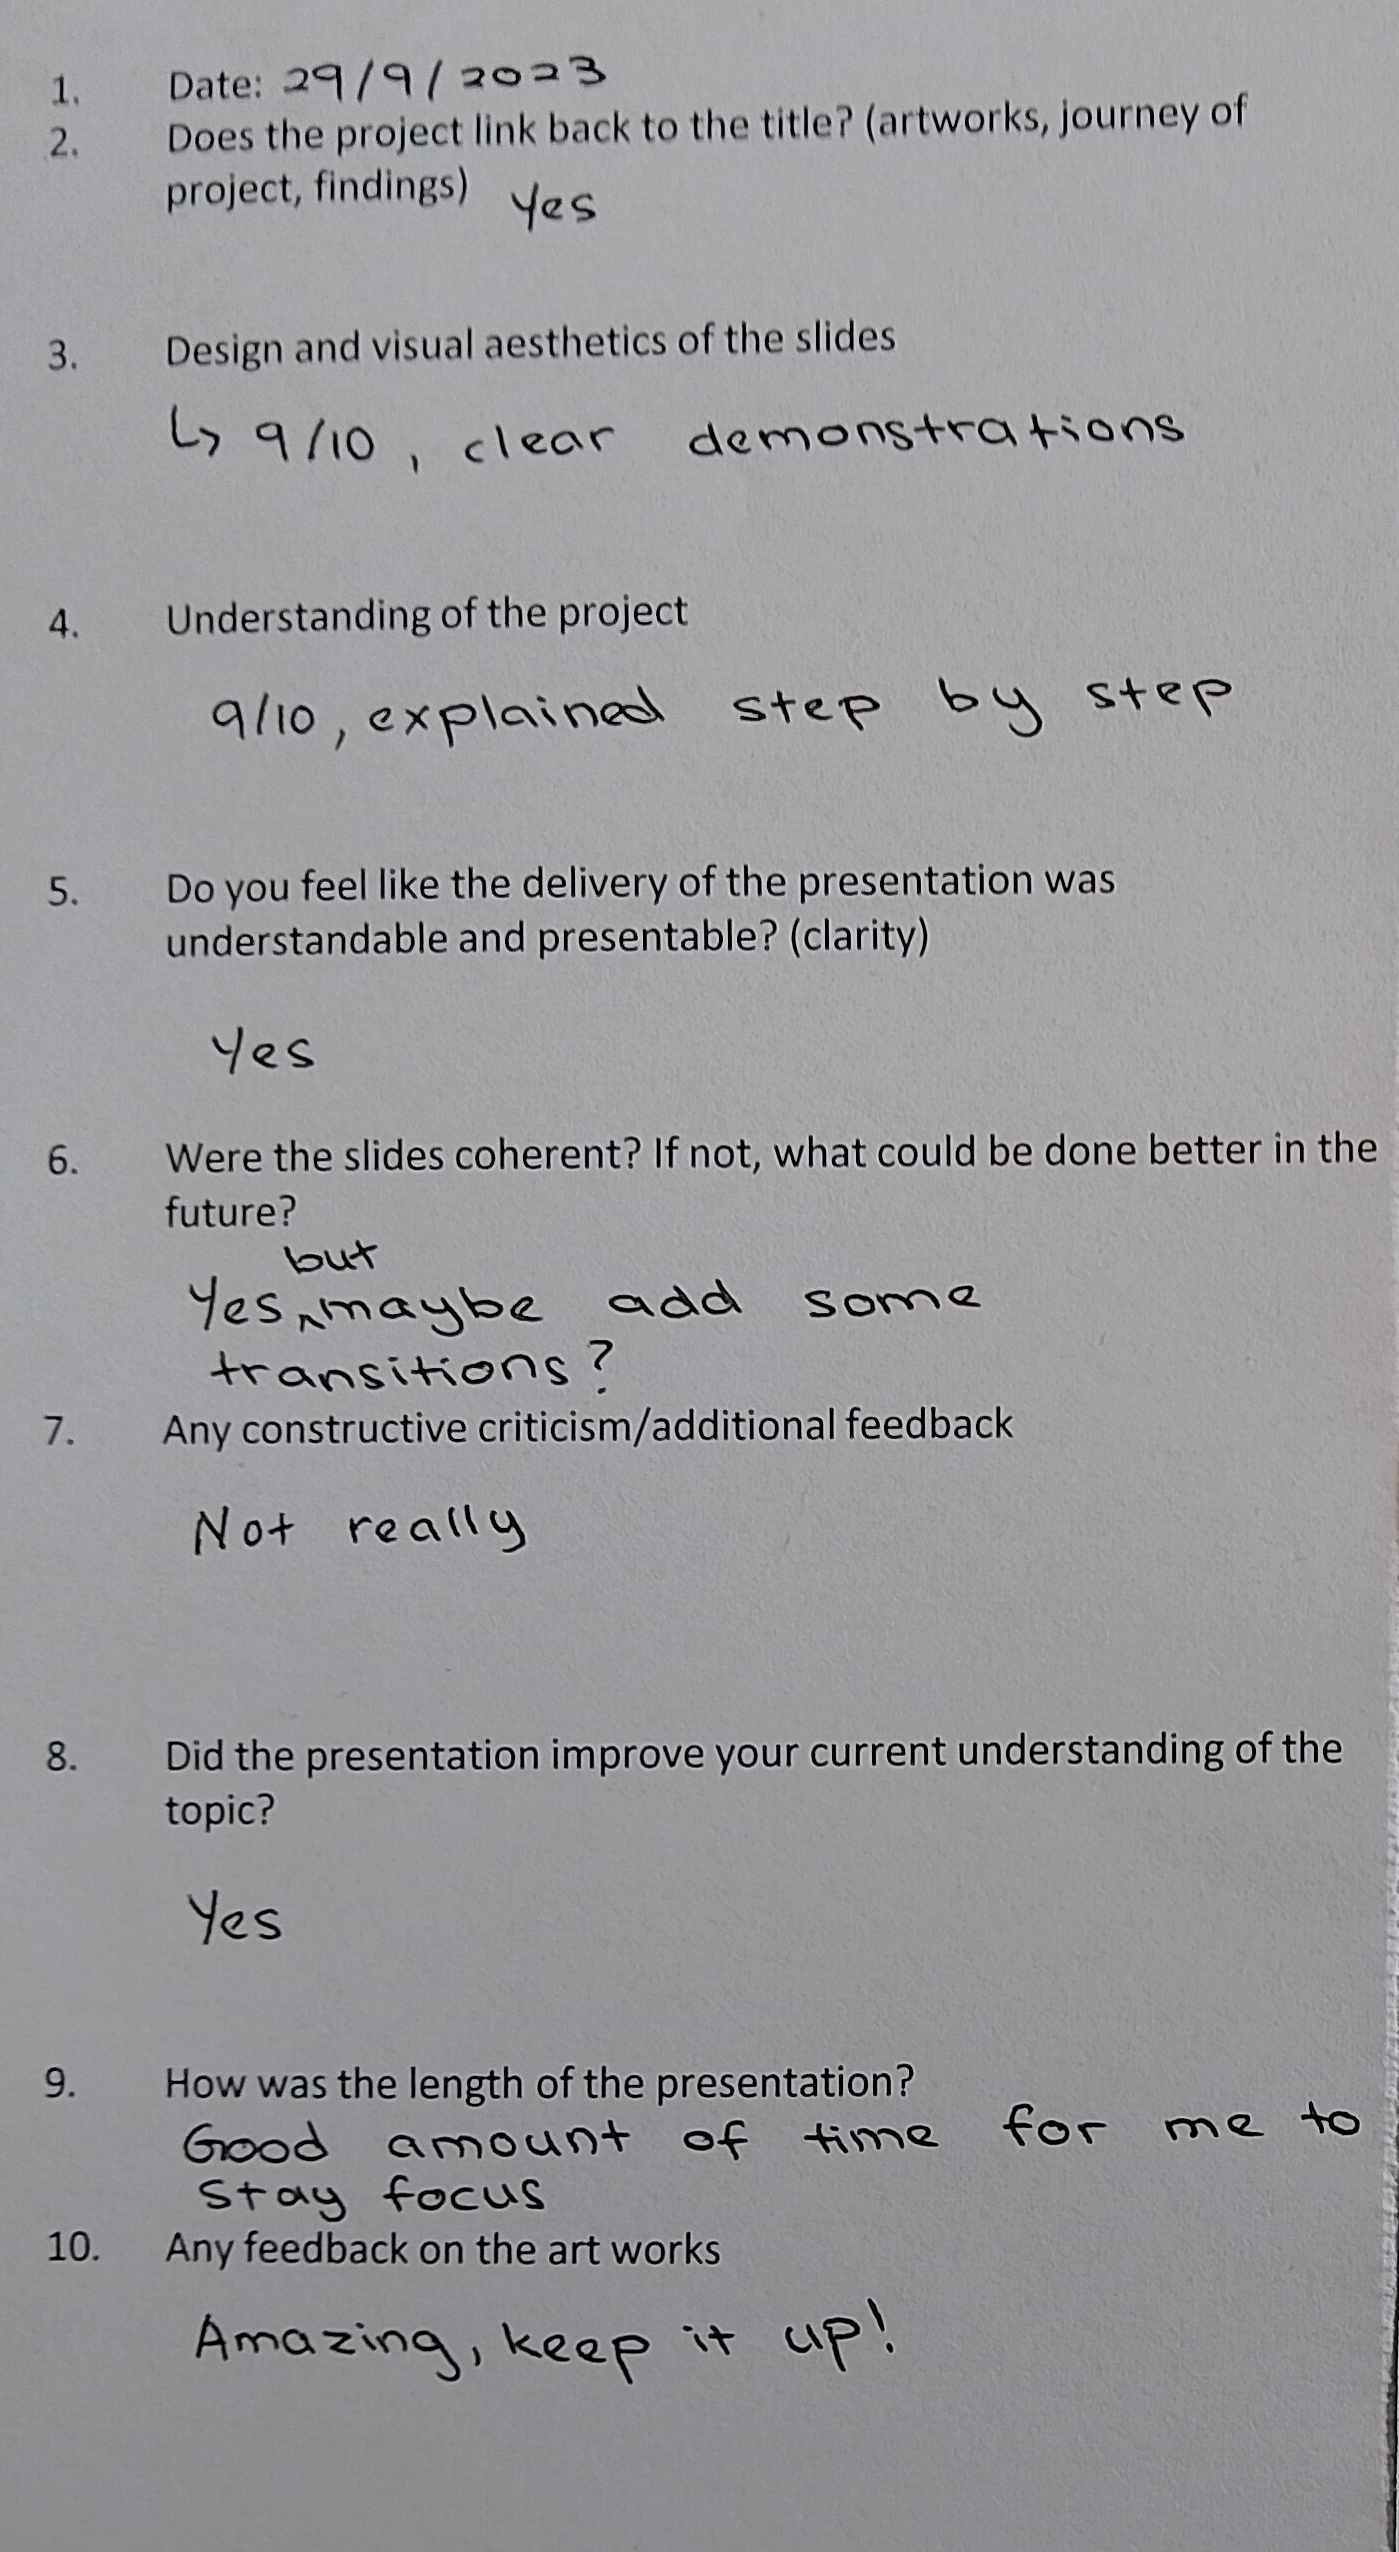 1. Date: 29/9/2023
2. Does the project link back to the title? (artworks, journey of
project, findings) Yes
3. Design and visual aesthetics of the slides
↳ 9/10, clear demonstrations
4. Understanding of the project
9/10, explained step by step
5. Do you feel like the delivery of the presentation was
understandable and presentable? (clarity)
Yes
6. Were the slides coherent? If not, what could be done better in the
future?
but
Yes ^ maybe add some
transitions?
7. Any constructive criticism/additional feedback
Not really
8. Did the presentation improve your current understanding of the
topic?
Yes
9. How was the length of the presentation?
Good amount of time for me to
stay focus
10. Any feedback on the art works
Amazing, keep it up!